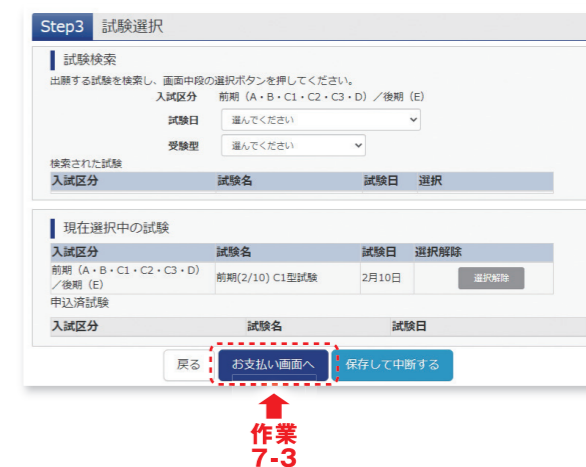 Step3 試験選択
試験検索
出願する試験を検索し、画面中段の選択ボタンを押してください。
入試区分 前期（A・B・C1・C2・C3・D）／後期（E）
試験日 選んでください
受験型 選んでください
検索された試験
入試区分 試験名 試験日 選択
現在選択中の試験
入試区分 試験名 試験日 選択解除
前期（A・B・C1・C2・C3・D）
／後期（E） 前期(2/10) C1型試験 2月10日 選択解除
申込済試験
入試区分 試験名 試験日
戻る お支払い画面へ 保存して中断する
作業
7-3